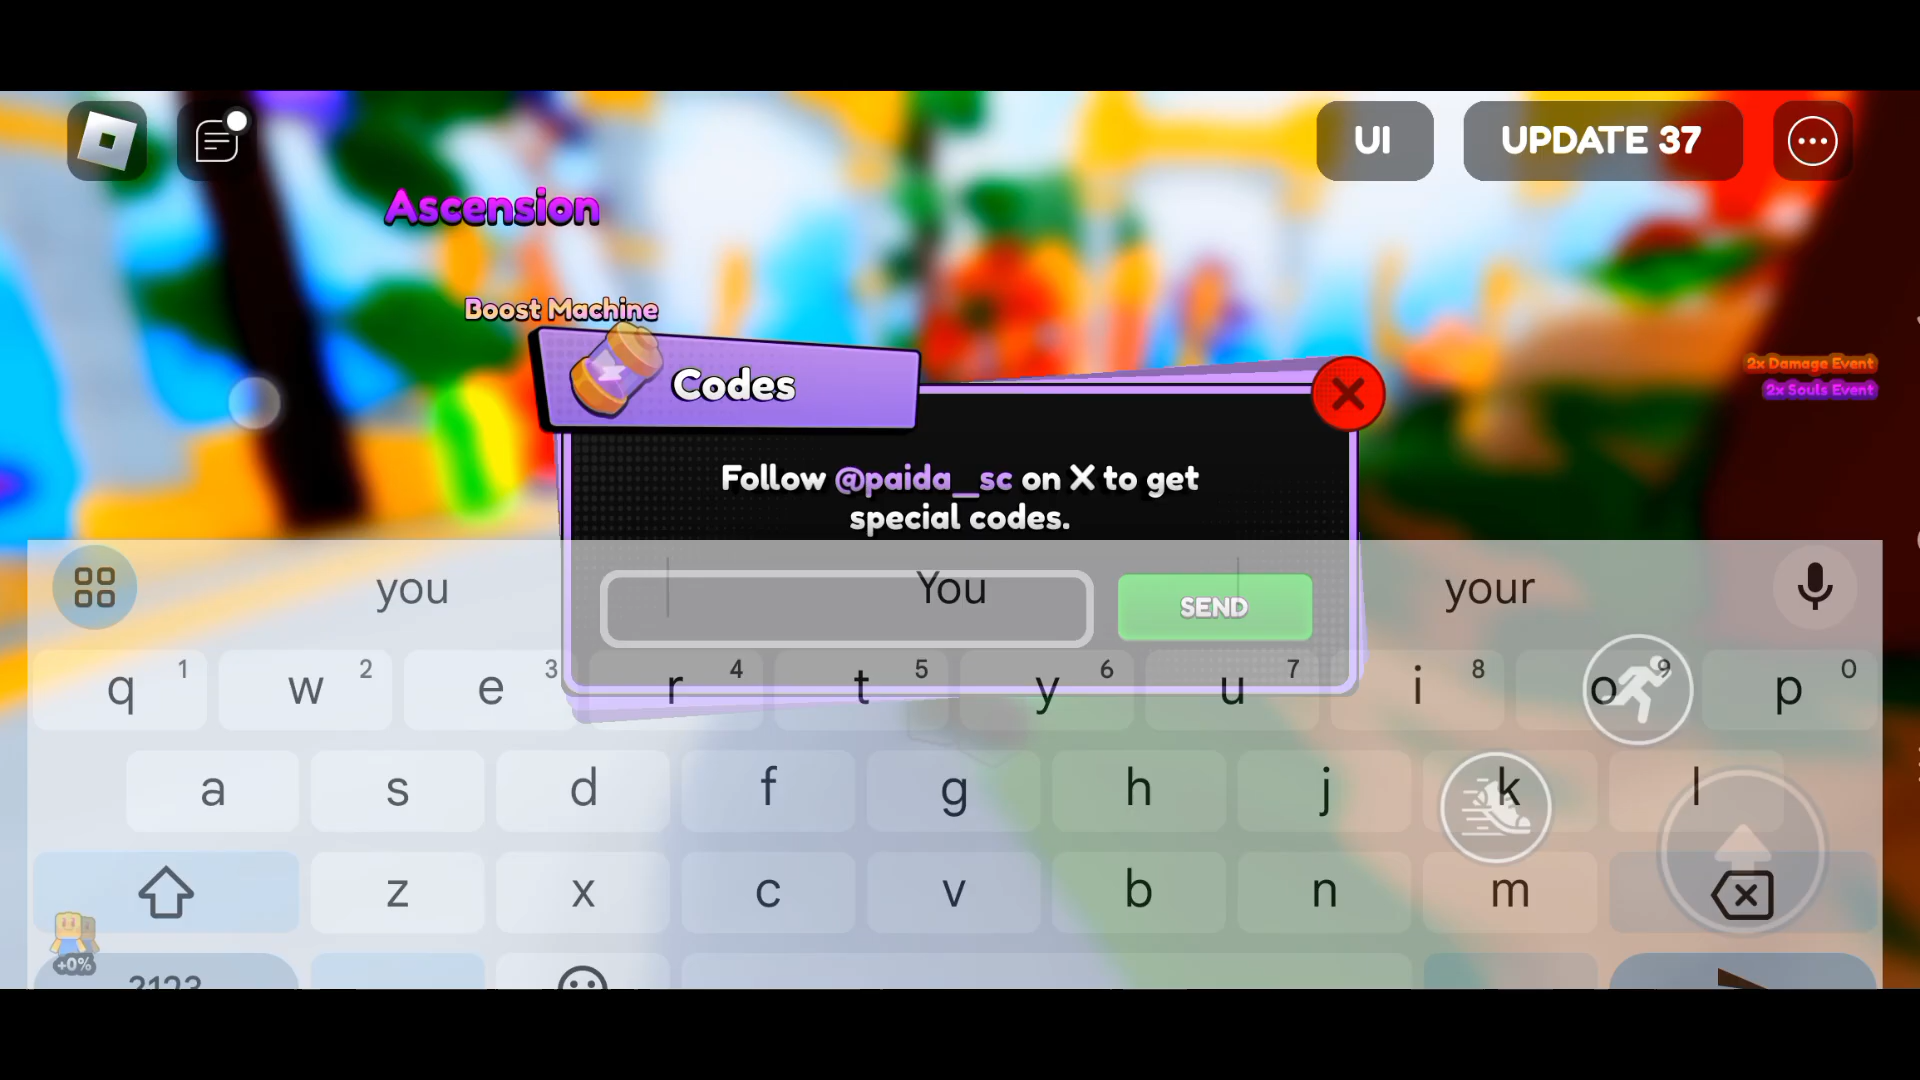 UI
UPDATE 37
Ascension
Boost Machine
Codes
2x Damage Event
2x Souls Event
Follow @paida_sc on X to get
special codes.
SEND
you
You
your
q 1 w 2 e 3 r 4 t 5 y 6 u 7 i 8 o 9 p 0
a s d f g h j k l
z x c v b n m
+0%